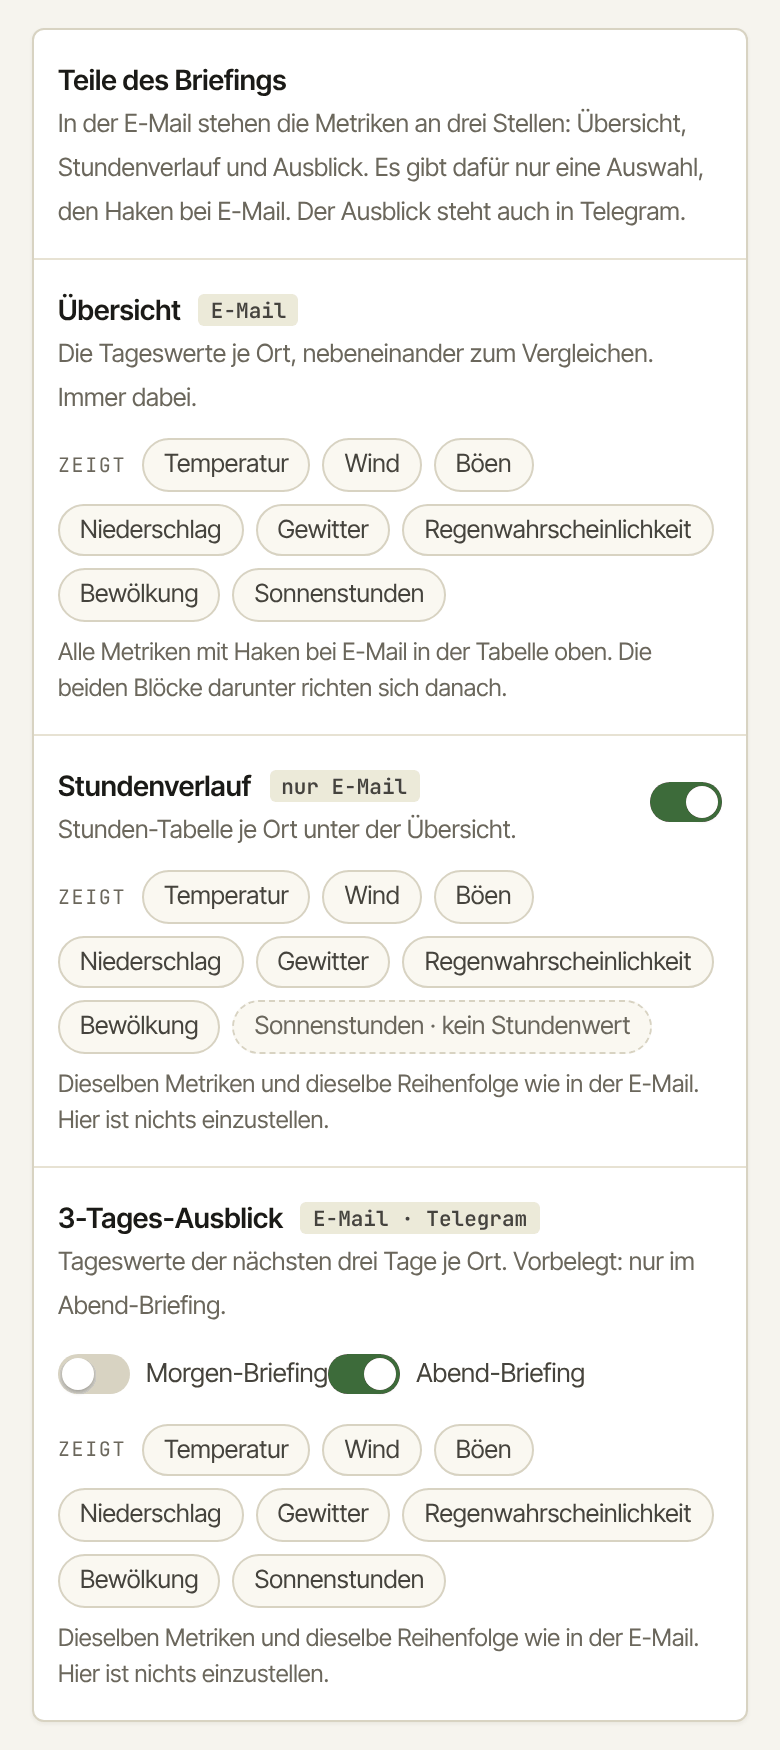 Teile des Briefings
In der E-Mail stehen die Metriken an drei Stellen: Übersicht,
Stundenverlauf und Ausblick. Es gibt dafür nur eine Auswahl,
den Haken bei E-Mail. Der Ausblick steht auch in Telegram.
Übersicht E-Mail
Die Tageswerte je Ort, nebeneinander zum Vergleichen.
Immer dabei.
ZEIGT Temperatur Wind Böen
Niederschlag Gewitter Regenwahrscheinlichkeit
Bewölkung Sonnenstunden
Alle Metriken mit Haken bei E-Mail in der Tabelle oben. Die
beiden Blöcke darunter richten sich danach.
Stundenverlauf nur E-Mail
Stunden-Tabelle je Ort unter der Übersicht.
ZEIGT Temperatur Wind Böen
Niederschlag Gewitter Regenwahrscheinlichkeit
Bewölkung Sonnenstunden · kein Stundenwert
Dieselben Metriken und dieselbe Reihenfolge wie in der E-Mail.
Hier ist nichts einzustellen.
3-Tages-Ausblick E-Mail · Telegram
Tageswerte der nächsten drei Tage je Ort. Vorbelegt: nur im
Abend-Briefing.
Morgen-Briefing Abend-Briefing
ZEIGT Temperatur Wind Böen
Niederschlag Gewitter Regenwahrscheinlichkeit
Bewölkung Sonnenstunden
Dieselben Metriken und dieselbe Reihenfolge wie in der E-Mail.
Hier ist nichts einzustellen.